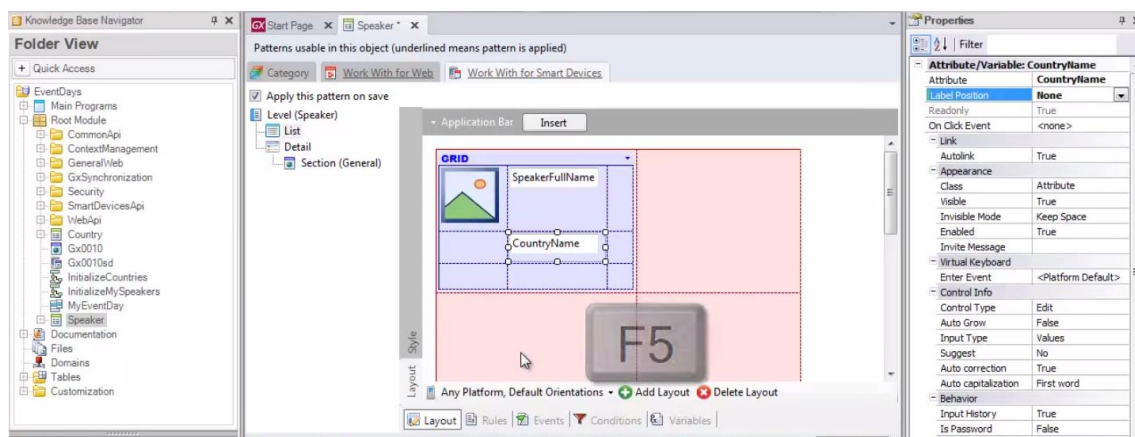 Knowledge Base Navigator
Folder View
+ Quick Access
EventDays
Main Programs
Root Module
CommonApi
ContextManagement
GeneralWeb
GxSynchronization
Security
SmartDevicesApi
WebApi
Country
Gx0010
Gx0010sd
InitializeCountries
InitializeMySpeakers
MyEventDay
Speaker
Documentation
Files
Domains
Tables
Customization
GX Start Page X Speaker * X
Patterns usable in this object (underlined means pattern is applied)
Category Work With for Web Work With for Smart Devices
Apply this pattern on save
Level (Speaker)
List
Detail
Section (General)
Application Bar Insert
GRID
SpeakerFullName
CountryName
F5
Style
Layout
Any Platform, Default Orientations Add Layout Delete Layout
Layout Rules Events Conditions Variables
Properties
Filter
Attribute/Variable: CountryName
Attribute CountryName
Label Position None
Readonly True
On Click Event <none>
Link
Autolink True
Appearance
Class Attribute
Visible True
Invisible Mode Keep Space
Enabled True
Invite Message
Virtual Keyboard
Enter Event <Platform Default>
Control Info
Control Type Edit
Auto Grow False
Input Type Values
Suggest No
Auto correction True
Auto capitalization First word
Behavior
Input History True
Is Password False